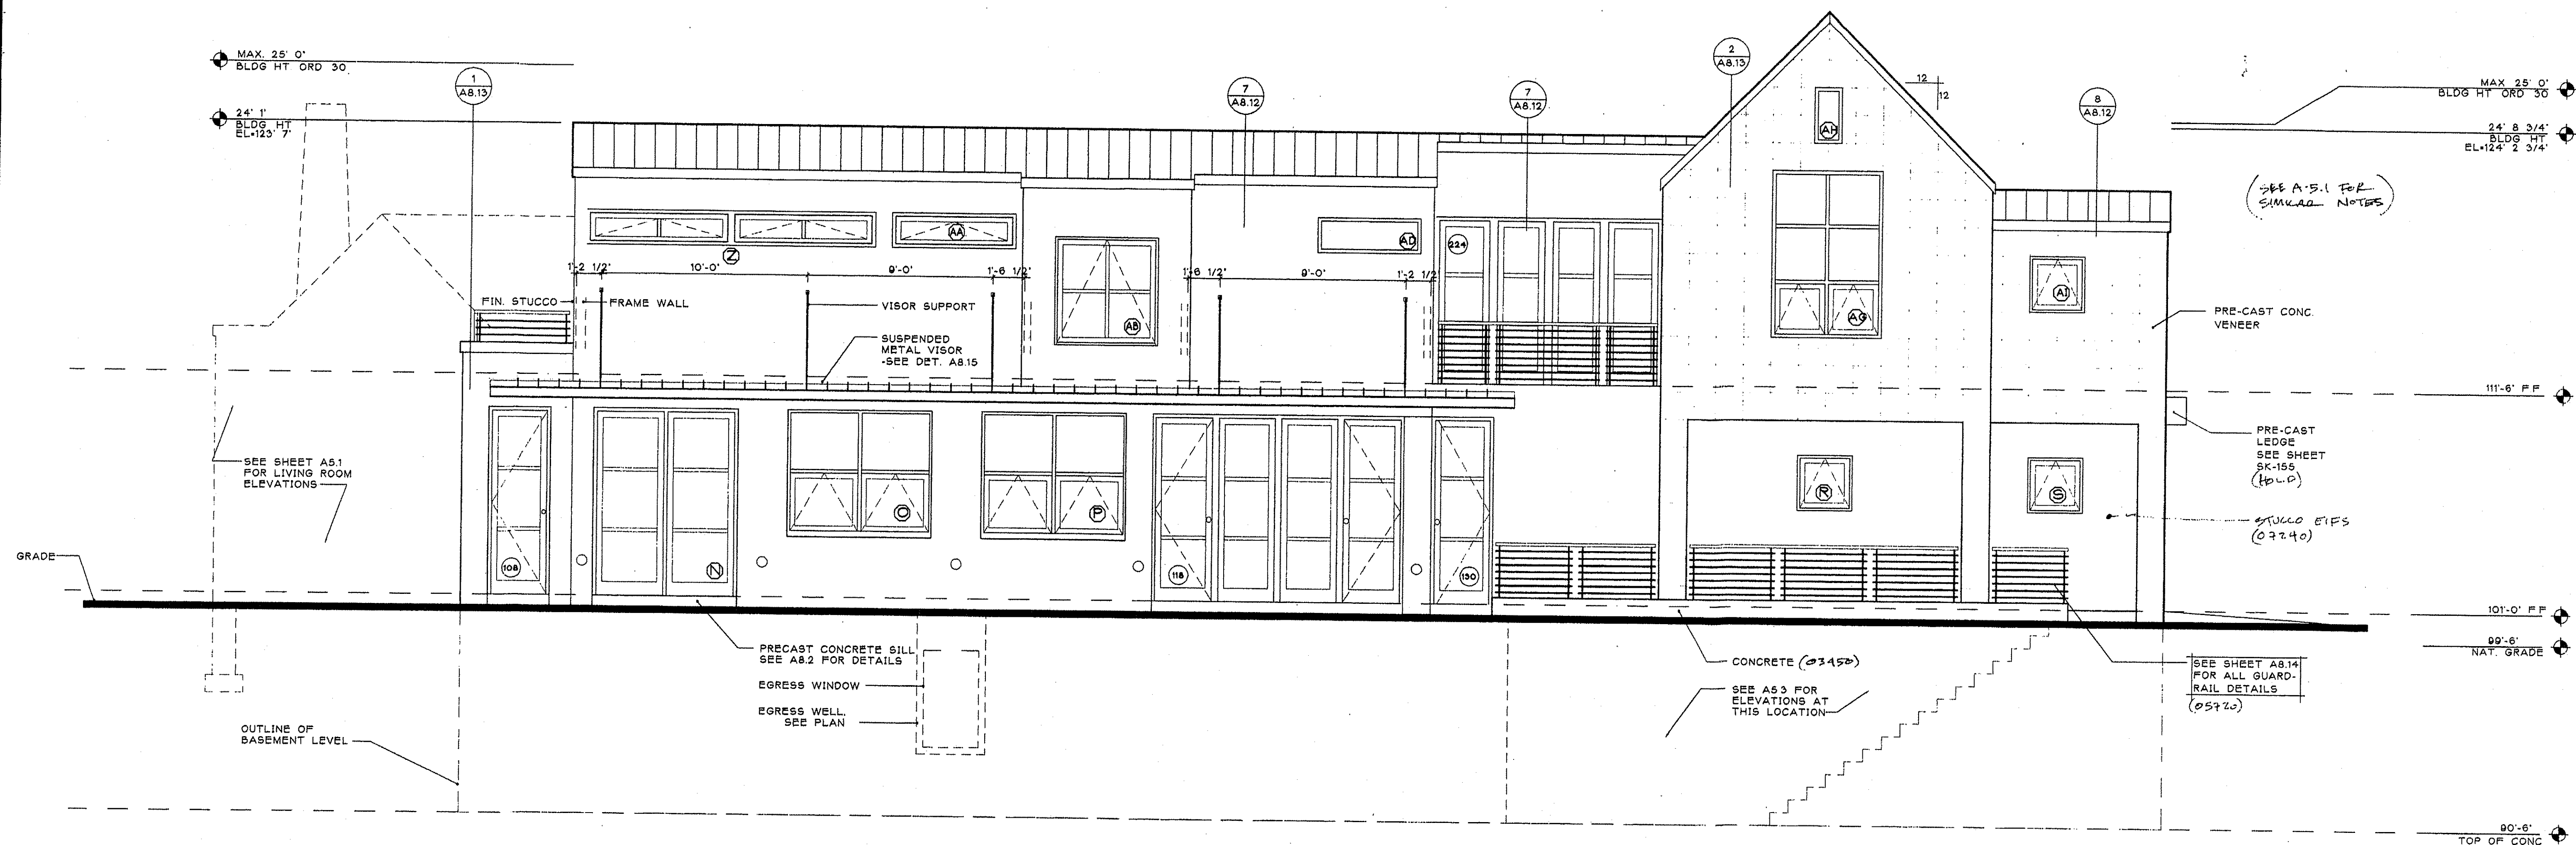 MAX. 25' 0"
BLDG HT ORD 30
24' 1"
BLDG HT
EL=123' 7"
1
A8.13
7
A8.12
7
A8.12
2
A8.13
12
12
8
A8.12
MAX 25' 0"
BLDG HT ORD 30
24' 8 3/4"
BLDG HT
EL=124' 2 3/4"
(SEE A-5.1 FOR
SIMILAR NOTES)
AH
AA
Z
AD
224
AB
AG
AI
1'-2 1/2"
10'-0"
9'-0"
1'-6 1/2"
1'-6 1/2"
9'-0"
1'-2 1/2"
FIN. STUCCO
FRAME WALL
VISOR SUPPORT
SUSPENDED
METAL VISOR
-SEE DET. A8.15
PRE-CAST CONC.
VENEER
111'-6" F F
PRE-CAST
LEDGE
SEE SHEET
SK-155
(HOLD)
SEE SHEET A5.1
FOR LIVING ROOM
ELEVATIONS
O
P
R
S
STUCCO EIFS
(07240)
GRADE
108
N
118
130
101'-0" F F
99'-6"
NAT. GRADE
PRECAST CONCRETE SILL
SEE A8.2 FOR DETAILS
EGRESS WINDOW
EGRESS WELL,
SEE PLAN
CONCRETE (03450)
SEE A5 3 FOR
ELEVATIONS AT
THIS LOCATION
SEE SHEET A8.14
FOR ALL GUARD-
RAIL DETAILS
(05720)
OUTLINE OF
BASEMENT LEVEL
90'-6"
TOP OF CONC